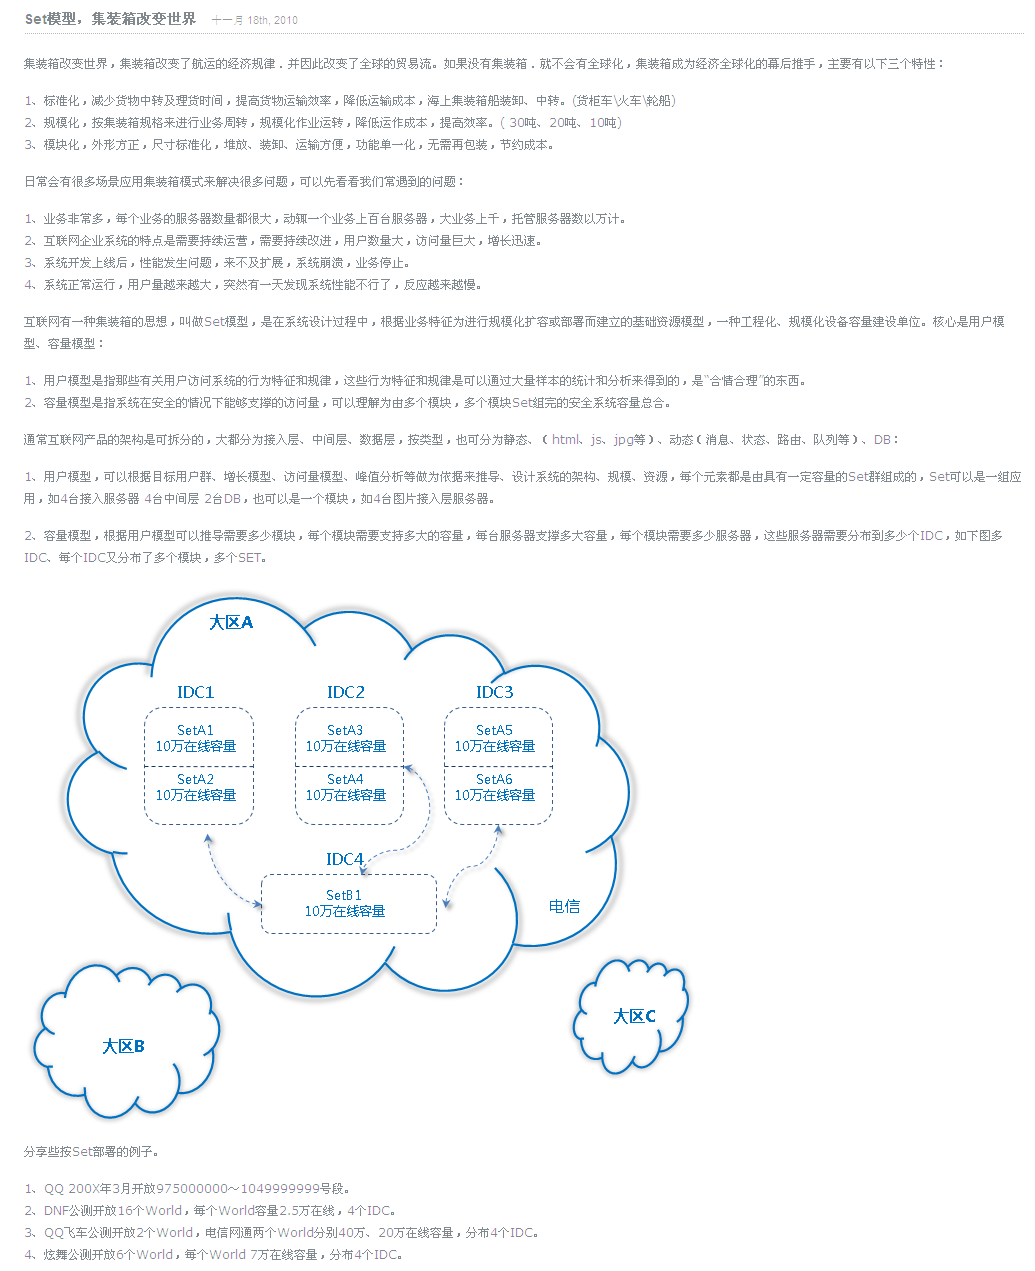 Set模型，集装箱改变世界 十一月 18th, 2010
集装箱改变世界，集装箱改变了航运的经济规律．并因此改变了全球的贸易流。如果没有集装箱．就不会有全球化，集装箱成为经济全球化的幕后推手，主要有以下三个特性：
1、标准化，减少货物中转及理货时间，提高货物运输效率，降低运输成本，海上集装箱船装卸、中转。(货柜车\火车\轮船)
2、规模化，按集装箱规格来进行业务周转，规模化作业运转，降低运作成本，提高效率。( 30吨、20吨、10吨)
3、模块化，外形方正，尺寸标准化，堆放、装卸、运输方便，功能单一化，无需再包装，节约成本。
日常会有很多场景应用集装箱模式来解决很多问题，可以先看看我们常遇到的问题：
1、业务非常多，每个业务的服务器数量都很大，动辄一个业务上百台服务器，大业务上千，托管服务器数以万计。
2、互联网企业系统的特点是需要持续运营，需要持续改进，用户数量大，访问量巨大，增长迅速。
3、系统开发上线后，性能发生问题，来不及扩展，系统崩溃，业务停止。
4、系统正常运行，用户量越来越大，突然有一天发现系统性能不行了，反应越来越慢。
互联网有一种集装箱的思想，叫做Set模型，是在系统设计过程中，根据业务特征为进行规模化扩容或部署而建立的基础资源模型，一种工程化、规模化设备容量建设单位。核心是用户模
型、容量模型：
1、用户模型是指那些有关用户访问系统的行为特征和规律，这些行为特征和规律是可以通过大量样本的统计和分析来得到的，是“合情合理”的东西。
2、容量模型是指系统在安全的情况下能够支撑的访问量，可以理解为由多个模块，多个模块Set组完的安全系统容量总合。
通常互联网产品的架构是可拆分的，大都分为接入层、中间层、数据层，按类型，也可分为静态、（html、js、jpg等）、动态（消息、状态、路由、队列等）、DB：
1、用户模型，可以根据目标用户群、增长模型、访问量模型、峰值分析等做为依据来推导、设计系统的架构、规模、资源，每个元素都是由具有一定容量的Set群组成的，Set可以是一组应
用，如4台接入服务器 4台中间层 2台DB，也可以是一个模块，如4台图片接入层服务器。
2、容量模型，根据用户模型可以推导需要多少模块，每个模块需要支持多大的容量，每台服务器支撑多大容量，每个模块需要多少服务器，这些服务器需要分布到多少个IDC，如下图多
IDC、每个IDC又分布了多个模块，多个SET。
大区A
IDC1 IDC2 IDC3
SetA1 SetA3 SetA5
10万在线容量 10万在线容量 10万在线容量
SetA2 SetA4 SetA6
10万在线容量 10万在线容量 10万在线容量
IDC4
SetB1
10万在线容量
电信
大区C
大区B
分享些按Set部署的例子。
1、QQ 200X年3月开放975000000～1049999999号段。
2、DNF公测开放16个World，每个World容量2.5万在线，4个IDC。
3、QQ飞车公测开放2个World，电信网通两个World分别40万、20万在线容量，分布4个IDC。
4、炫舞公测开放6个World，每个World 7万在线容量，分布4个IDC。